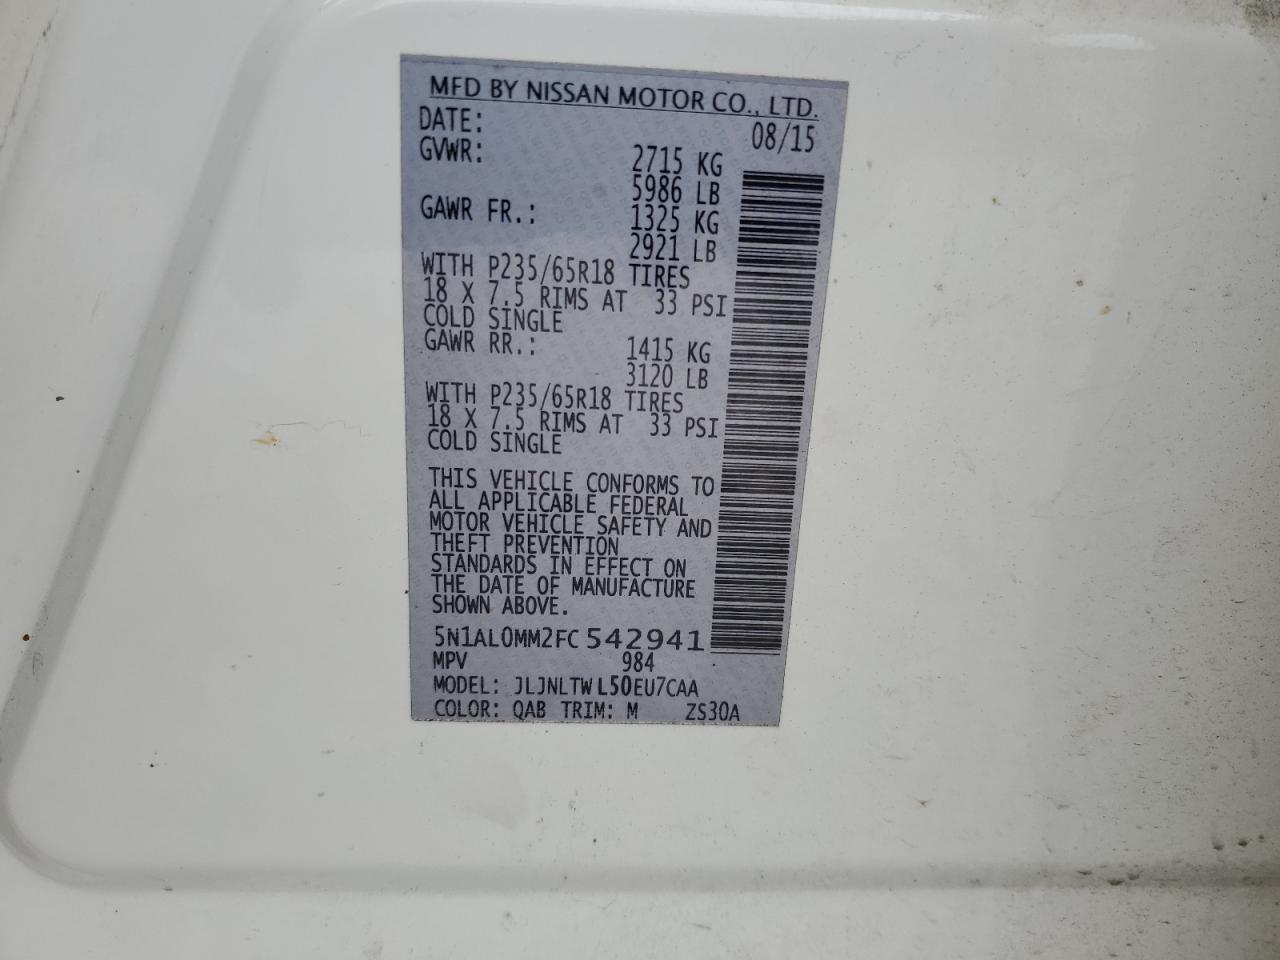 MFD BY NISSAN MOTOR CO., LTD.
DATE: 08/15
GVWR: 2715 KG
5986 LB
GAWR FR.: 1325 KG
2921 LB
WITH P235/65R18 TIRES
18 X 7.5 RIMS AT 33 PSI
COLD SINGLE
GAWR RR.: 1415 KG
3120 LB
WITH P235/65R18 TIRES
18 X 7.5 RIMS AT 33 PSI
COLD SINGLE
THIS VEHICLE CONFORMS TO
ALL APPLICABLE FEDERAL
MOTOR VEHICLE SAFETY AND
THEFT PREVENTION
STANDARDS IN EFFECT ON
THE DATE OF MANUFACTURE
SHOWN ABOVE.
5N1AL0MM2FC542941
MPV 984
MODEL: JLJNLTWL50EU7CAA
COLOR: QAB TRIM: M ZS30A